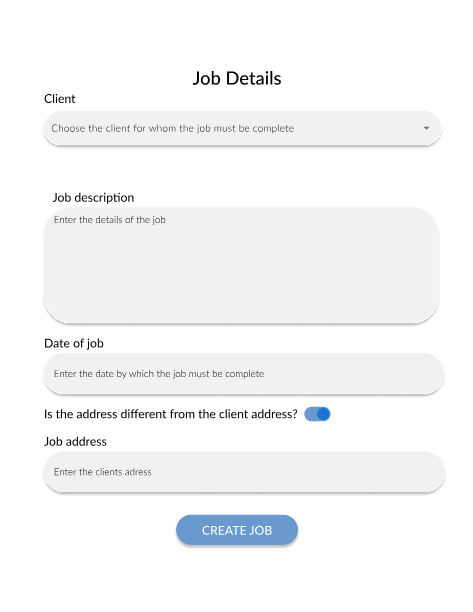 Job Details
Client
Choose the client for whom the job must be complete
Job description
Enter the details of the job
Date of job
Enter the date by which the job must be complete
Is the address different from the client address?
Job address
Enter the clients adress
CREATE JOB